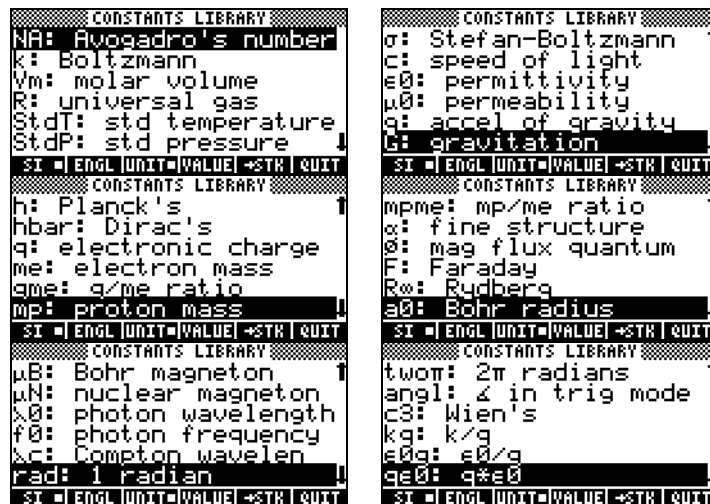 CONSTANTS LIBRARY
NA: Avogadro's number
k: Boltzmann
Vm: molar volume
R: universal gas
StdT: std temperature
StdP: std pressure
SI ▪ ENGL UNIT▪ VALUE →STK QUIT
CONSTANTS LIBRARY
σ: Stefan-Boltzmann
c: speed of light
ε0: permittivity
μ0: permeability
g: accel of gravity
G: gravitation
SI ▪ ENGL UNIT▪ VALUE →STK QUIT
CONSTANTS LIBRARY
h: Planck's
hbar: Dirac's
q: electronic charge
me: electron mass
qme: q/me ratio
mp: proton mass
SI ▪ ENGL UNIT▪ VALUE →STK QUIT
CONSTANTS LIBRARY
mpme: mp/me ratio
α: fine structure
ø: mag flux quantum
F: Faraday
R∞: Rydberg
a0: Bohr radius
SI ▪ ENGL UNIT▪ VALUE →STK QUIT
CONSTANTS LIBRARY
μB: Bohr magneton
μN: nuclear magneton
λ0: photon wavelength
f0: photon frequency
λc: Compton wavelen
rad: 1 radian
SI ▪ ENGL UNIT▪ VALUE →STK QUIT
CONSTANTS LIBRARY
twoπ: 2π radians
angl: ∡ in trig mode
c3: Wien's
kq: k/q
ε0q: ε0/q
qε0: q*ε0
SI ▪ ENGL UNIT▪ VALUE →STK QUIT